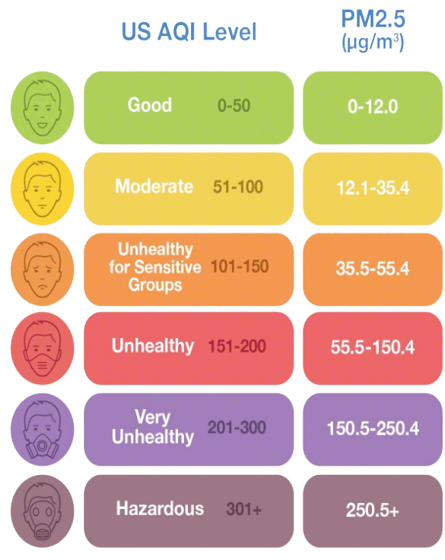 US AQI Level
PM2.5
(µg/m³)
Good 0-50
0-12.0
Moderate 51-100
12.1-35.4
Unhealthy
for Sensitive 101-150
Groups
35.5-55.4
Unhealthy 151-200
55.5-150.4
Very
Unhealthy 201-300
150.5-250.4
Hazardous 301+
250.5+